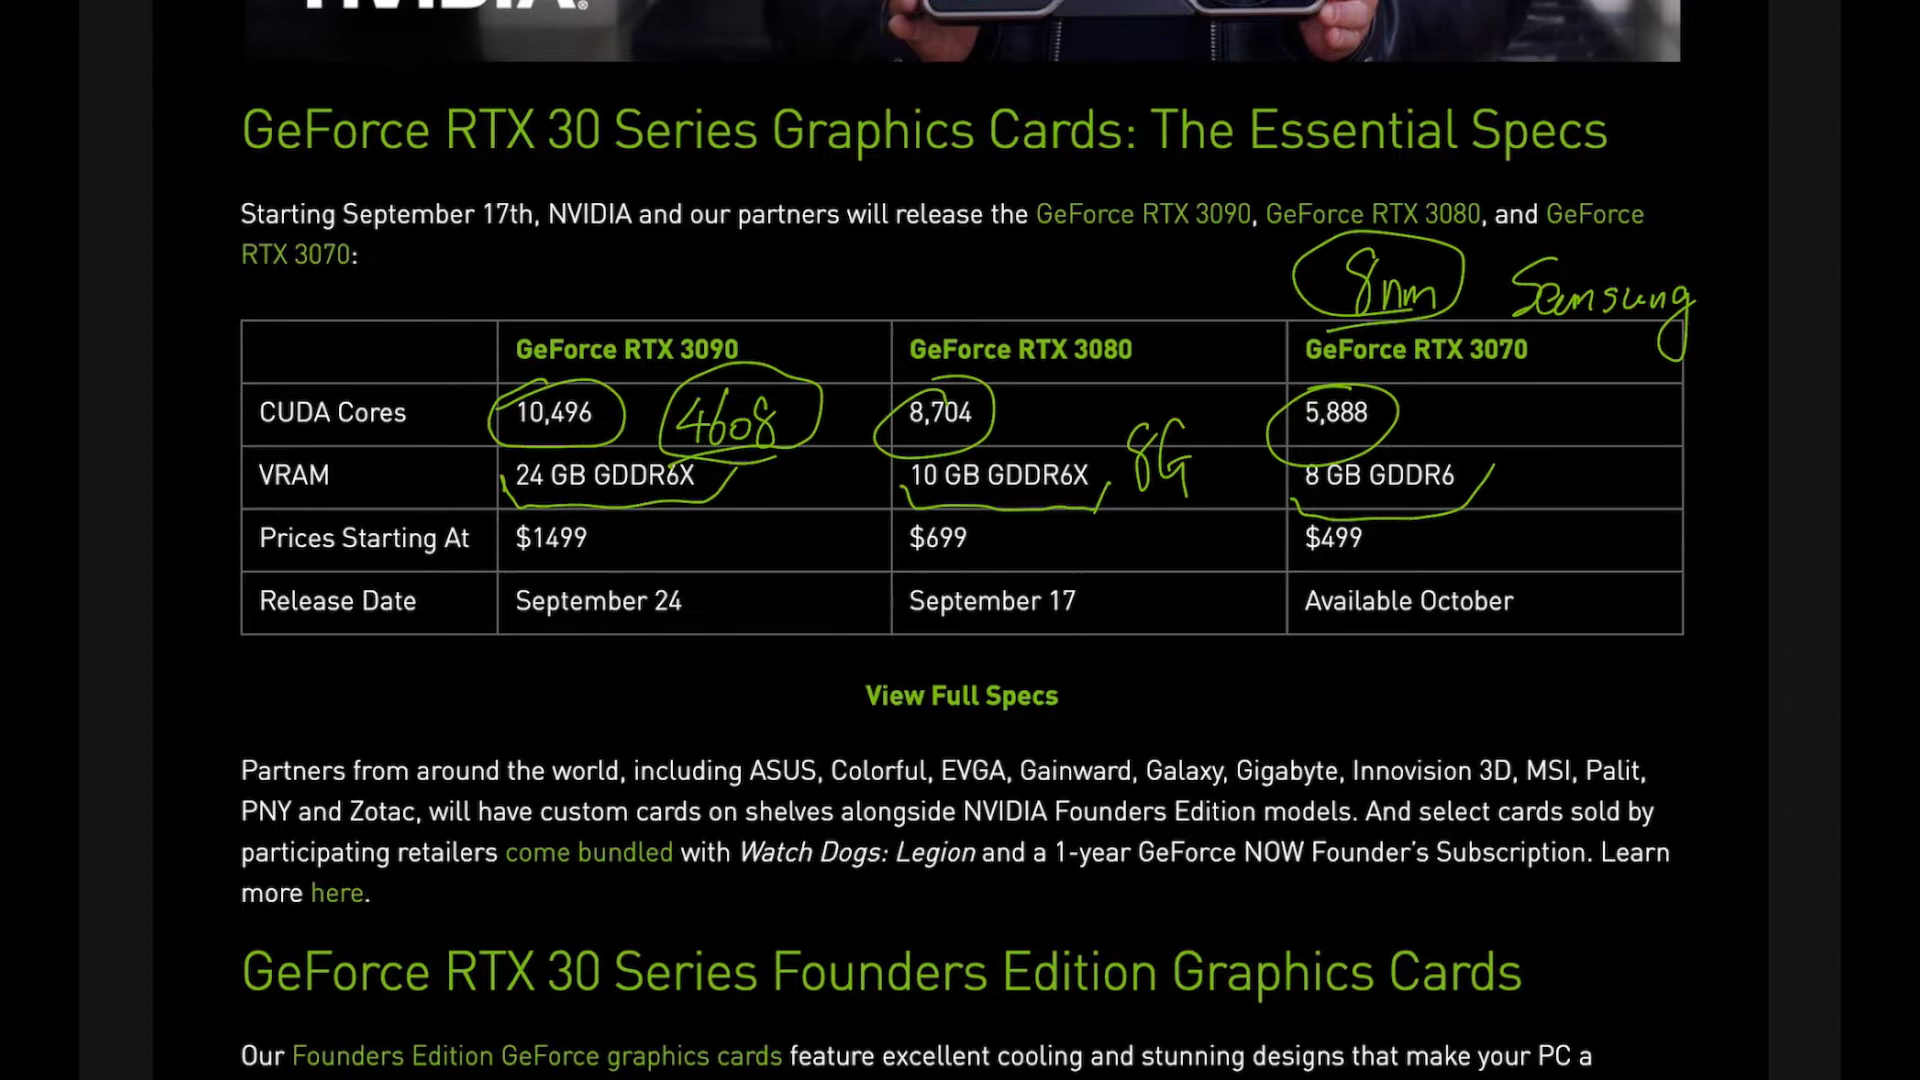 NVIDIA®
GeForce RTX 30 Series Graphics Cards: The Essential Specs
Starting September 17th, NVIDIA and our partners will release the GeForce RTX 3090, GeForce RTX 3080, and GeForce
RTX 3070:
8nm Samsung
GeForce RTX 3090 GeForce RTX 3080 GeForce RTX 3070
CUDA Cores 10,496 4608 8,704 5,888
VRAM 24 GB GDDR6X 10 GB GDDR6X 8G 8 GB GDDR6
Prices Starting At $1499 $699 $499
Release Date September 24 September 17 Available October
View Full Specs
Partners from around the world, including ASUS, Colorful, EVGA, Gainward, Galaxy, Gigabyte, Innovision 3D, MSI, Palit,
PNY and Zotac, will have custom cards on shelves alongside NVIDIA Founders Edition models. And select cards sold by
participating retailers come bundled with Watch Dogs: Legion and a 1-year GeForce NOW Founder's Subscription. Learn
more here.
GeForce RTX 30 Series Founders Edition Graphics Cards
Our Founders Edition GeForce graphics cards feature excellent cooling and stunning designs that make your PC a